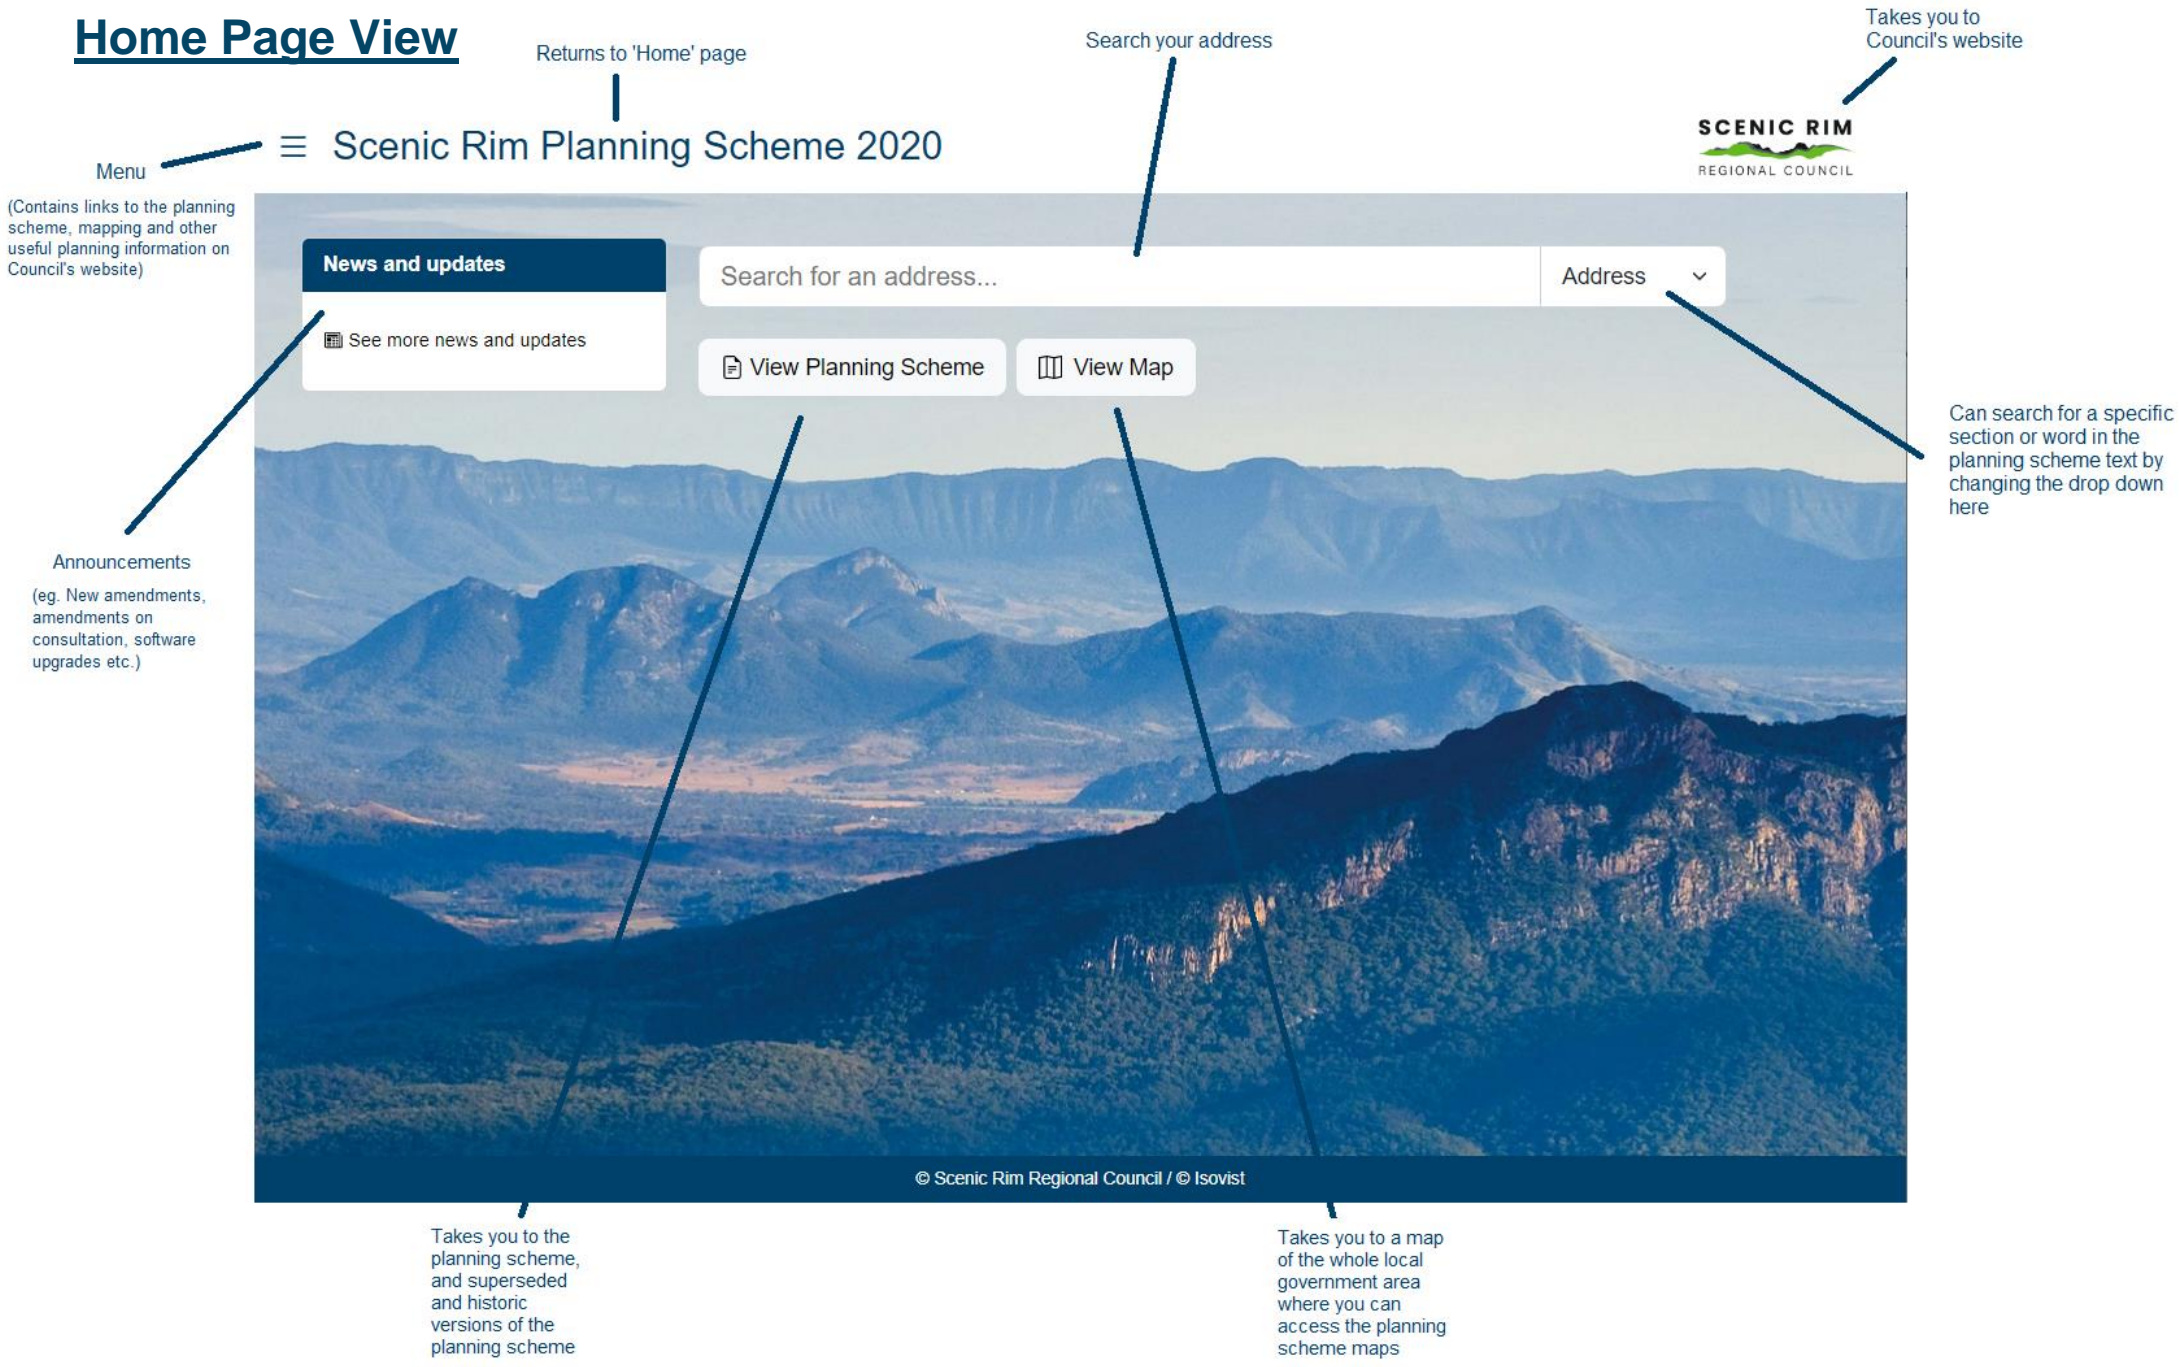 Home Page View
Returns to 'Home' page
Search your address
Takes you to
Council's website
Menu
(Contains links to the planning
scheme, mapping and other
useful planning information on
Council's website)
Scenic Rim Planning Scheme 2020
SCENIC RIM
REGIONAL COUNCIL
News and updates
See more news and updates
Search for an address...
Address
View Planning Scheme
View Map
Can search for a specific
section or word in the
planning scheme text by
changing the drop down
here
Announcements
(eg. New amendments,
amendments on
consultation, software
upgrades etc.)
© Scenic Rim Regional Council / © Isovist
Takes you to the
planning scheme,
and superseded
and historic
versions of the
planning scheme
Takes you to a map
of the whole local
government area
where you can
access the planning
scheme maps